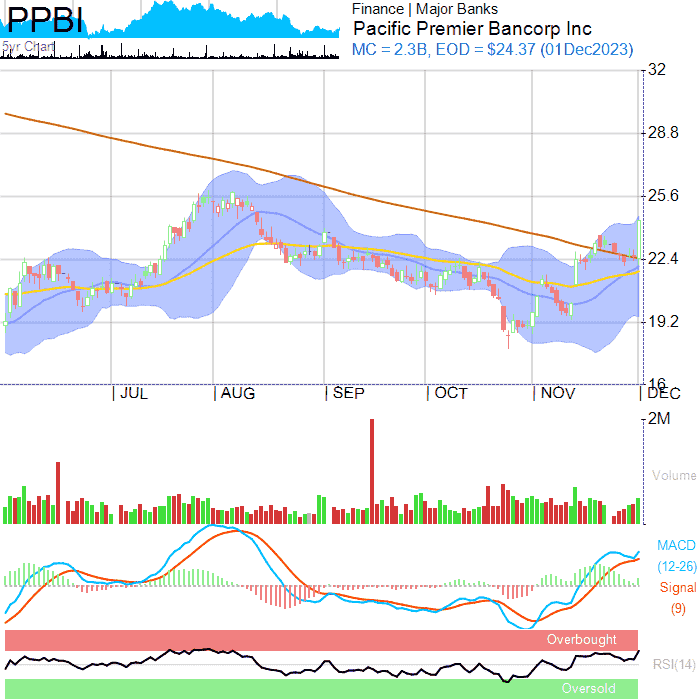 PPBI
5yr Chart
Finance | Major Banks
Pacific Premier Bancorp Inc
MC = 2.3B, EOD = $24.37 (01Dec2023)
32
28.8
25.6
22.4
19.2
16
| JUL | AUG | SEP | OCT | NOV | DEC
2M
Volume
MACD
(12-26)
Signal
(9)
Overbought
RSI(14)
Oversold